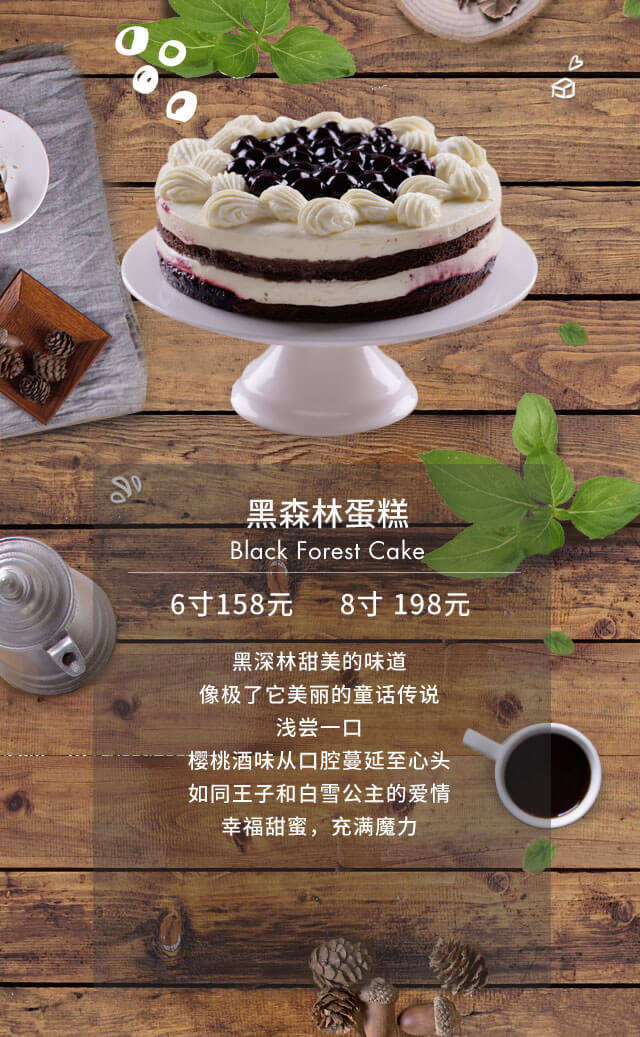 黑森林蛋糕
Black Forest Cake
6寸158元 8寸 198元
黑深林甜美的味道
像极了它美丽的童话传说
浅尝一口
樱桃酒味从口腔蔓延至心头
如同王子和白雪公主的爱情
幸福甜蜜，充满魔力